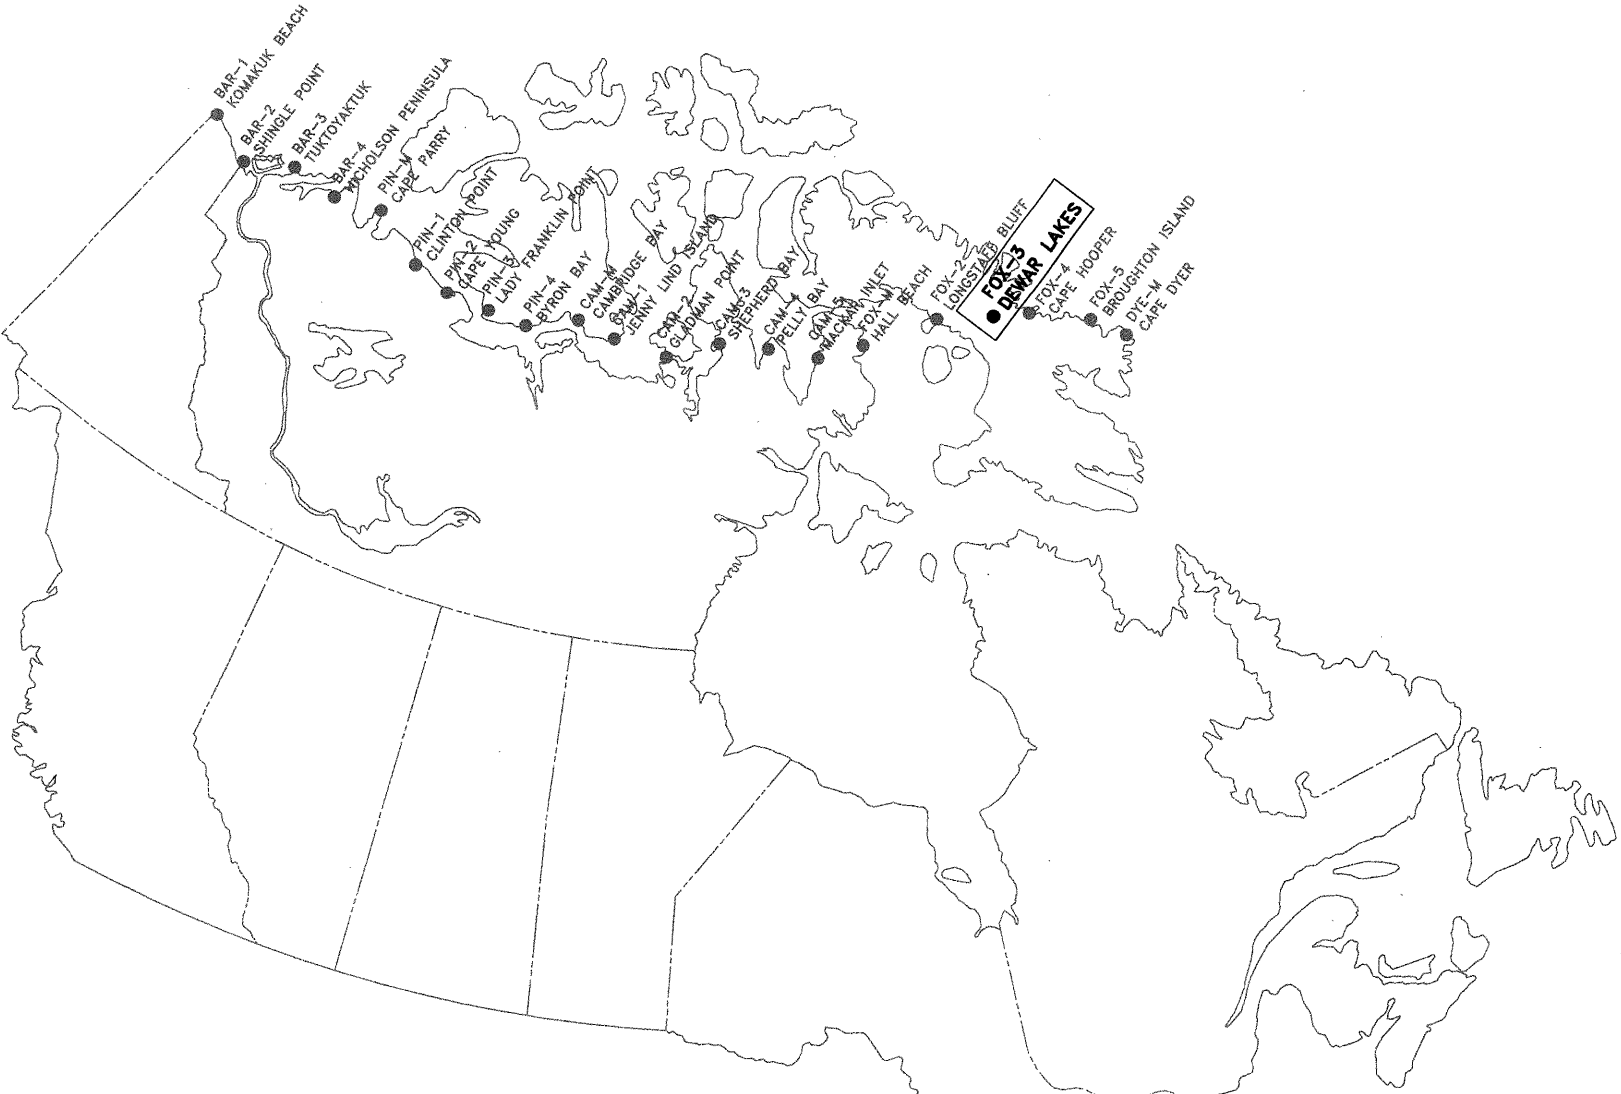 BAR-1
KOMAKUK BEACH
BAR-2
SHINGLE POINT
BAR-3
TUKTOYAKTUK
BAR-4
NICHOLSON PENINSULA
PIN-M
CAPE PARRY
PIN-1
CLINTON POINT
PIN-2
CAPE YOUNG
PIN-3
LADY FRANKLIN POINT
PIN-4
BYRON BAY
CAM-M
CAMBRIDGE BAY
CAM-1
JENNY LIND ISLAND
CAM-2
GLADMAN POINT
CAM-3
SHEPHERD BAY
CAM-4
PELLY BAY
CAM-5
MACKAR INLET
FOX-M
HALL BEACH
FOX-2
LONGSTAFF BLUFF
FOX-3
DEWAR LAKES
FOX-4
CAPE HOOPER
FOX-5
BROUGHTON ISLAND
DYE-M
CAPE DYER